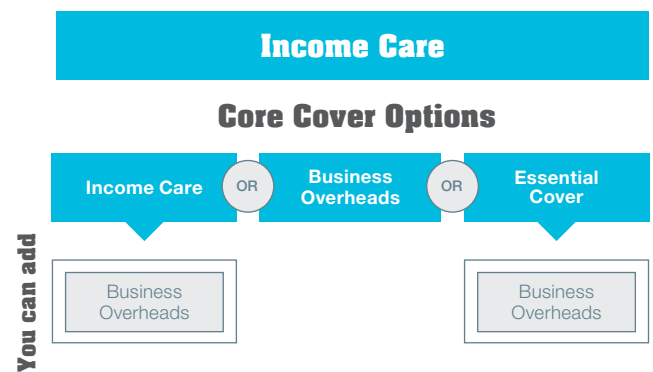 Income Care
Core Cover Options
Income Care
OR
Business
Overheads
OR
Essential
Cover
You can add
Business
Overheads
Business
Overheads